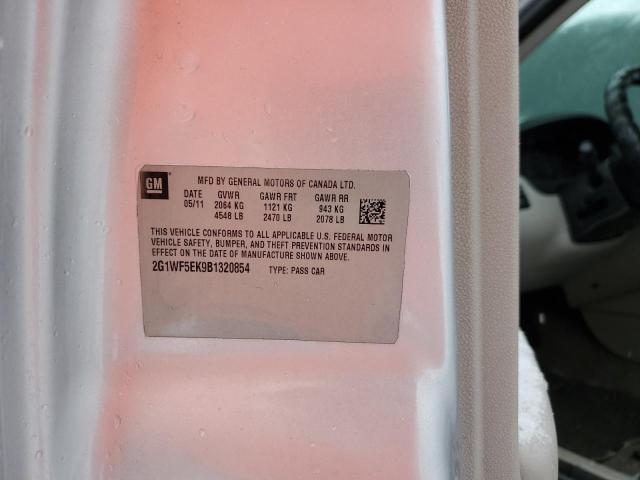 GM
MFD BY GENERAL MOTORS OF CANADA LTD.
DATE GVWR GAWR FRT GAWR RR
05/11 2064 KG 1121 KG 943 KG
4548 LB 2470 LB 2078 LB
THIS VEHICLE CONFORMS TO ALL APPLICABLE U.S. FEDERAL MOTOR
VEHICLE SAFETY, BUMPER, AND THEFT PREVENTION STANDARDS IN
EFFECT ON THE DATE OF MANUFACTURE SHOWN ABOVE.
2G1WF5EK9B1320854 TYPE: PASS CAR